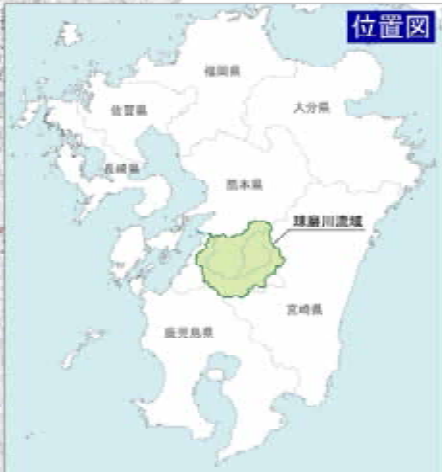 位置図
福岡県
佐賀県
大分県
長崎県
熊本県
球磨川流域
宮崎県
鹿児島県